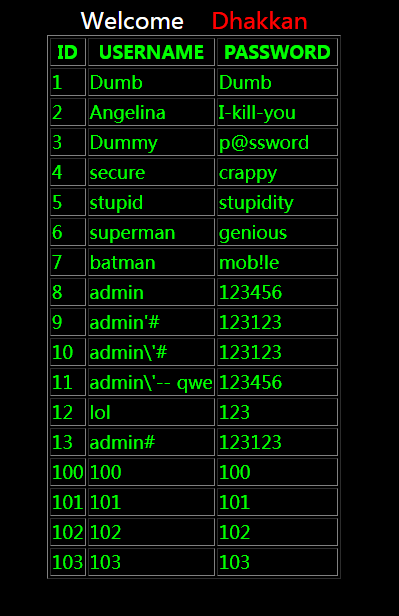 Welcome Dhakkan
ID USERNAME PASSWORD
1 Dumb Dumb
2 Angelina I-kill-you
3 Dummy p@ssword
4 secure crappy
5 stupid stupidity
6 superman genious
7 batman mob!le
8 admin 123456
9 admin'# 123123
10 admin\'# 123123
11 admin\'-- qwe 123456
12 lol 123
13 admin# 123123
100 100 100
101 101 101
102 102 102
103 103 103